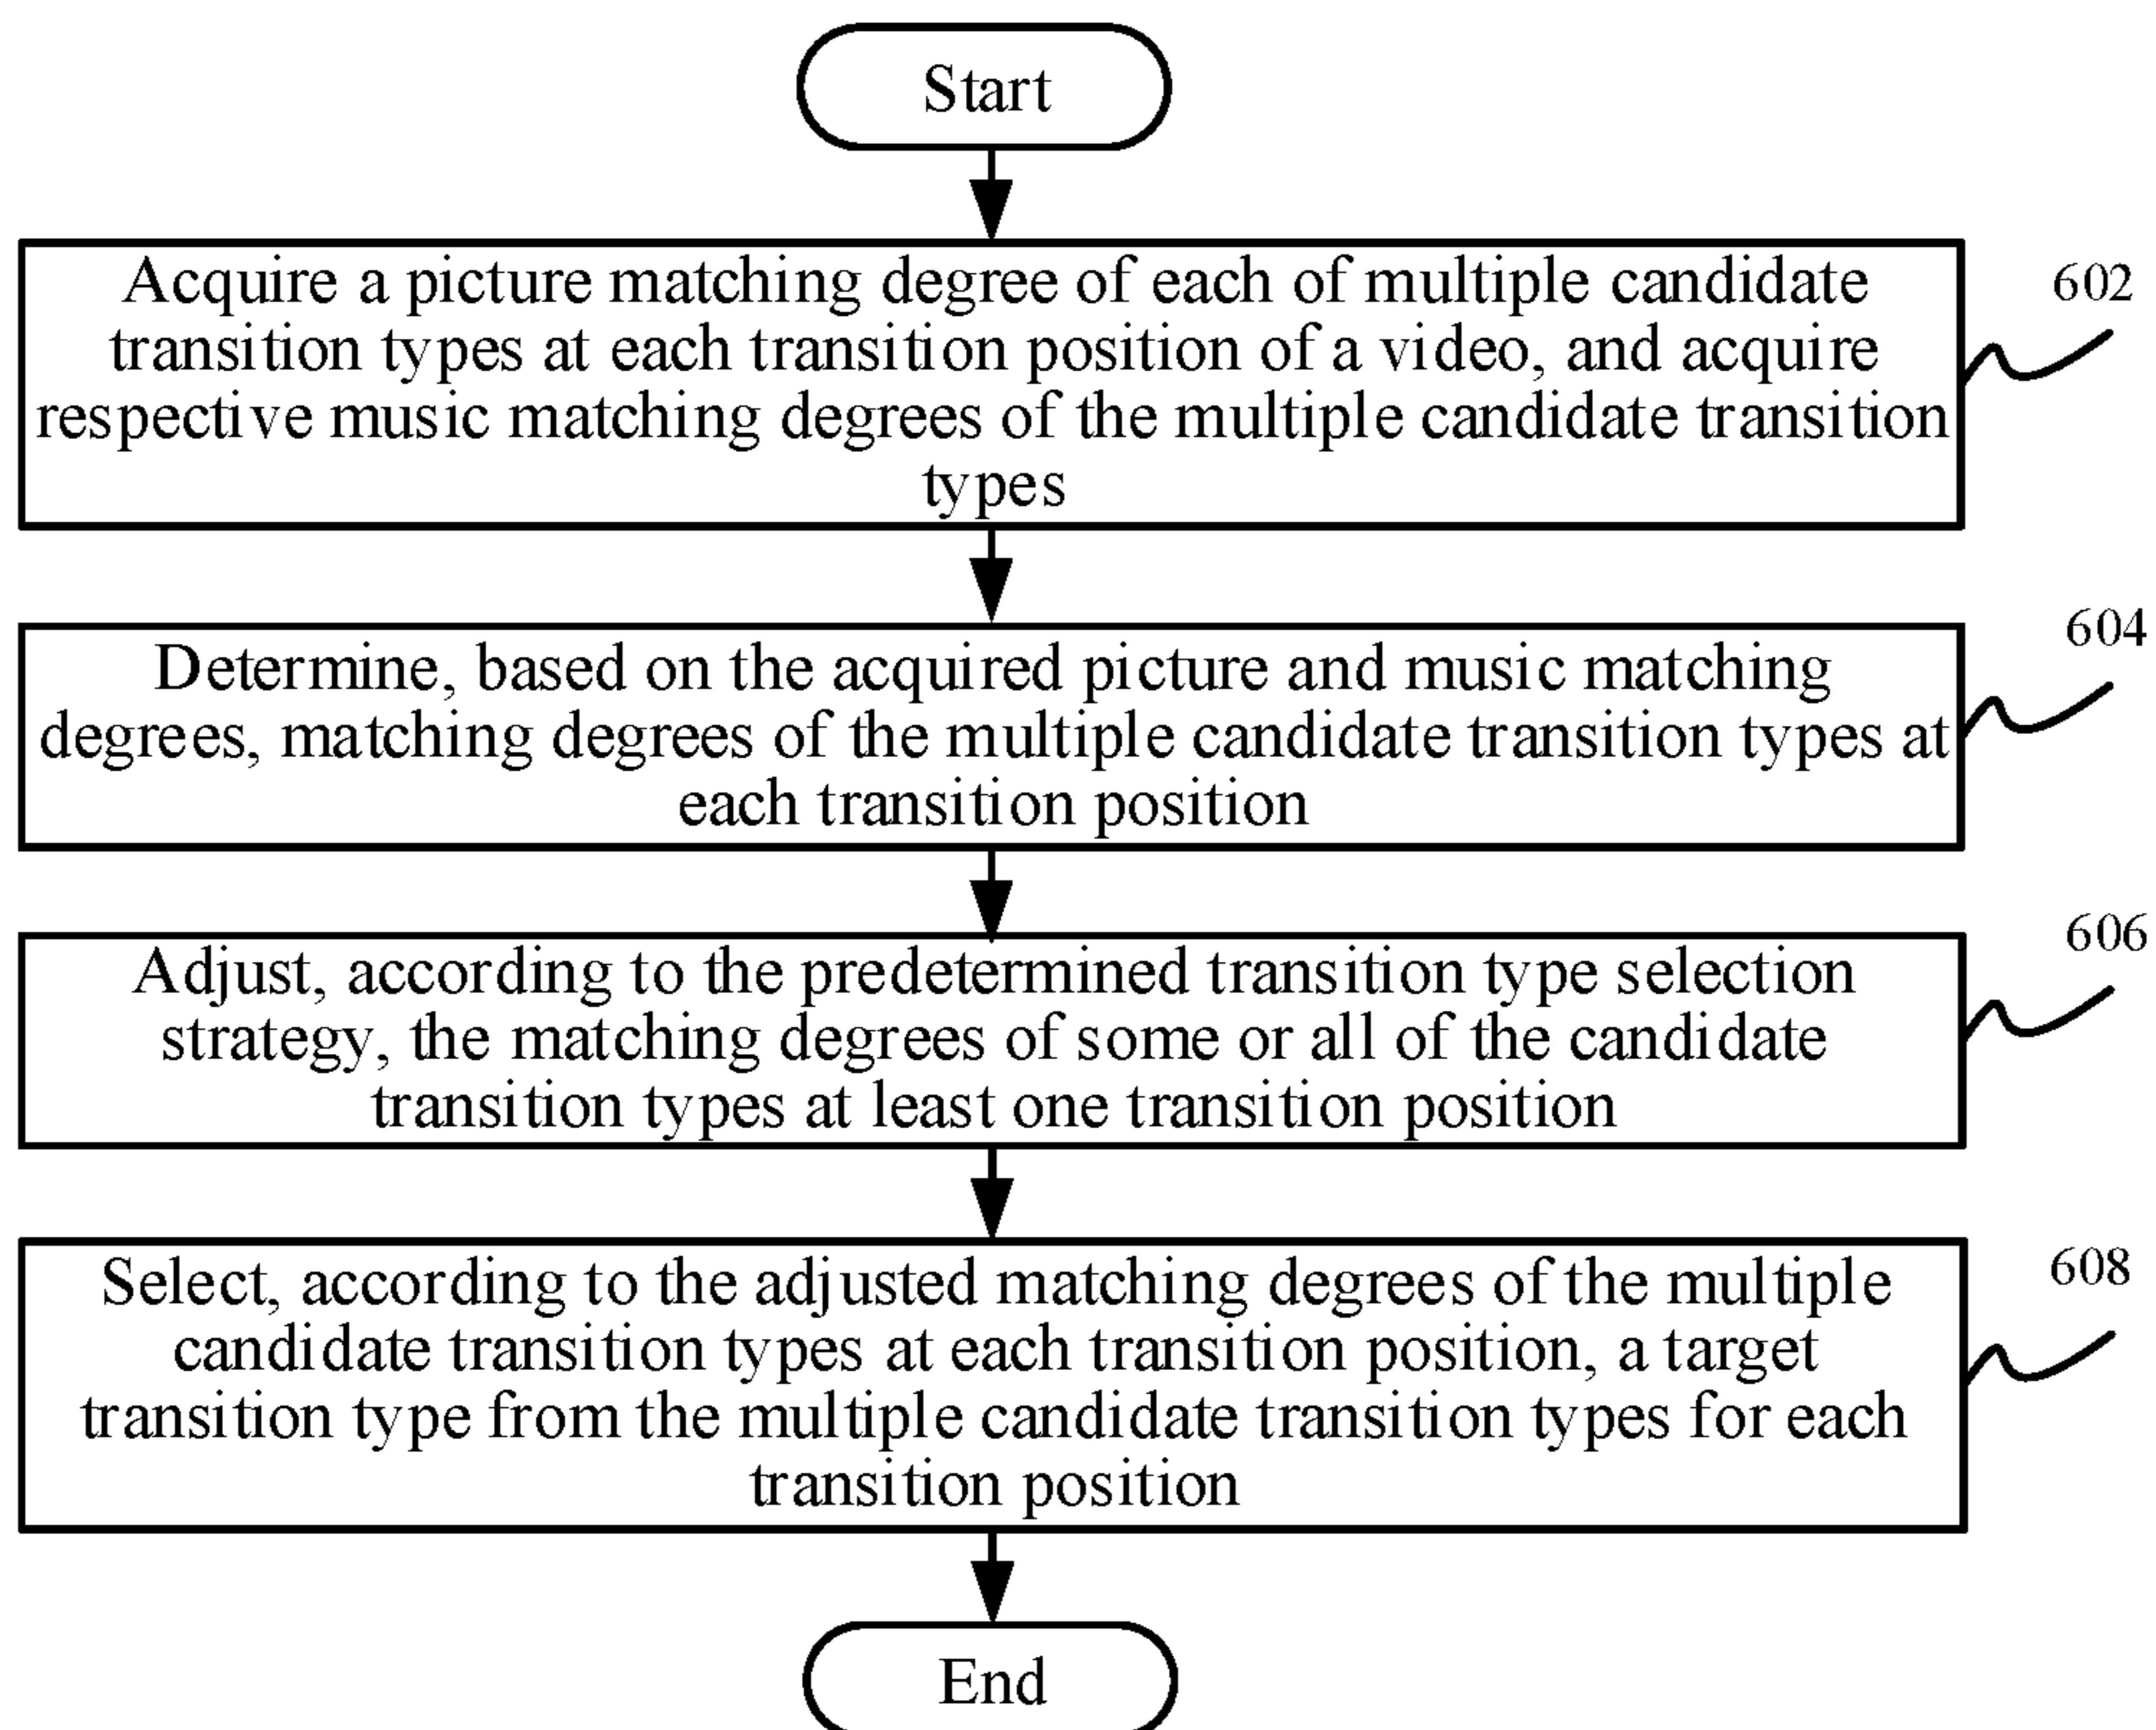 Start
Acquire a picture matching degree of each of multiple candidate
transition types at each transition position of a video, and acquire
respective music matching degrees of the multiple candidate transition
types
602
Determine, based on the acquired picture and music matching
degrees, matching degrees of the multiple candidate transition types at
each transition position
604
Adjust, according to the predetermined transition type selection
strategy, the matching degrees of some or all of the candidate
transition types at least one transition position
606
Select, according to the adjusted matching degrees of the multiple
candidate transition types at each transition position, a target
transition type from the multiple candidate transition types for each
transition position
608
End